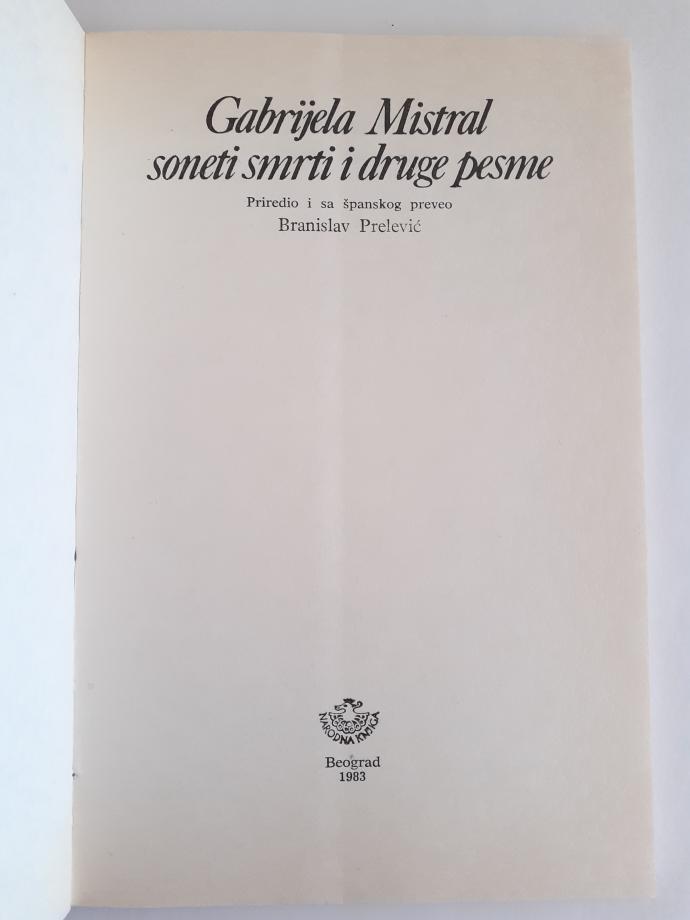 Gabrijela Mistral
soneti smrti i druge pesme
Priredio i sa španskog preveo
Branislav Prelević
NARODNA KNJIGA
Beograd
1983